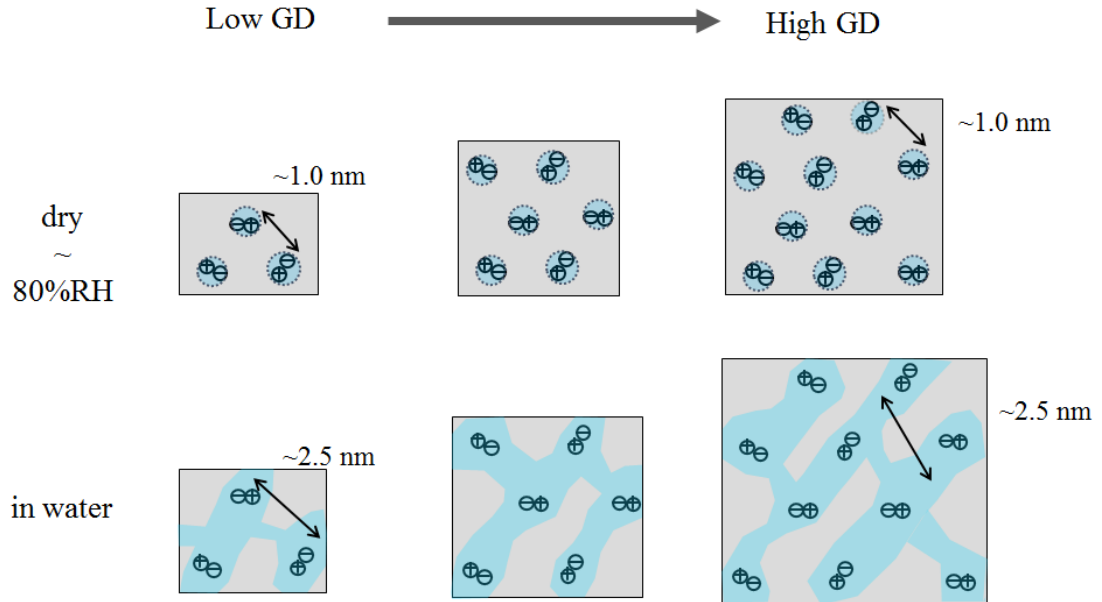 Low GD
High GD
~1.0 nm
~1.0 nm
dry
~
80%RH
~2.5 nm
~2.5 nm
in water